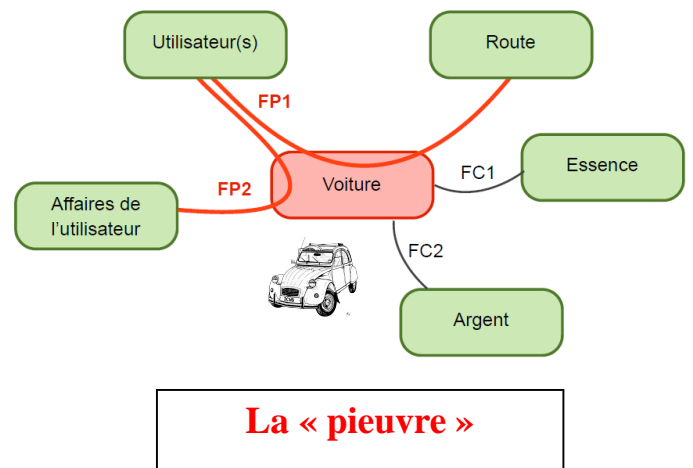 Utilisateur(s)
Route
FP1
FP2
Voiture
FC1
Essence
Affaires de
l'utilisateur
FC2
Argent
La « pieuvre »